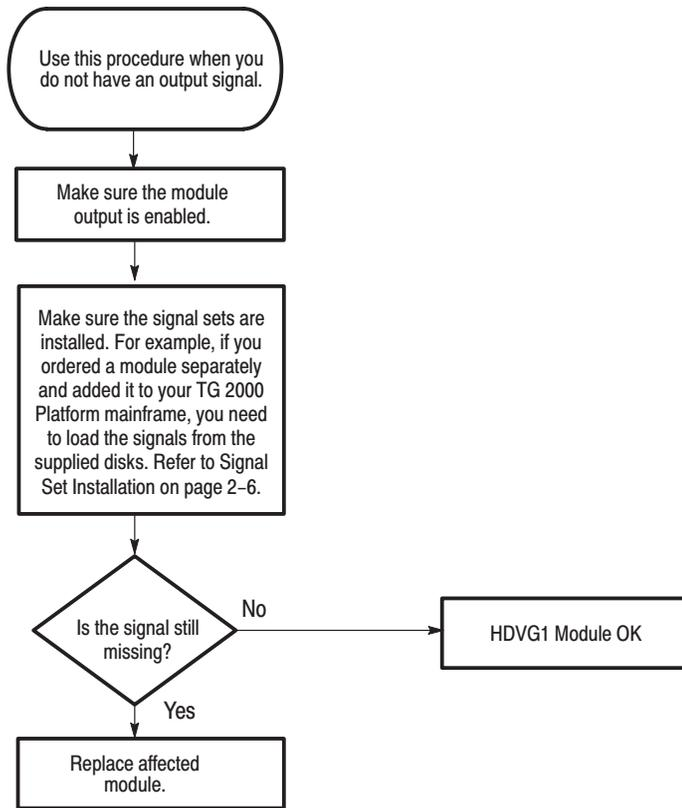 Use this procedure when you
do not have an output signal.
Make sure the module
output is enabled.
Make sure the signal sets are
installed. For example, if you
ordered a module separately
and added it to your TG 2000
Platform mainframe, you need
to load the signals from the
supplied disks. Refer to Signal
Set Installation on page 2–6.
Is the signal still
missing?
No
HDVG1 Module OK
Yes
Replace affected
module.